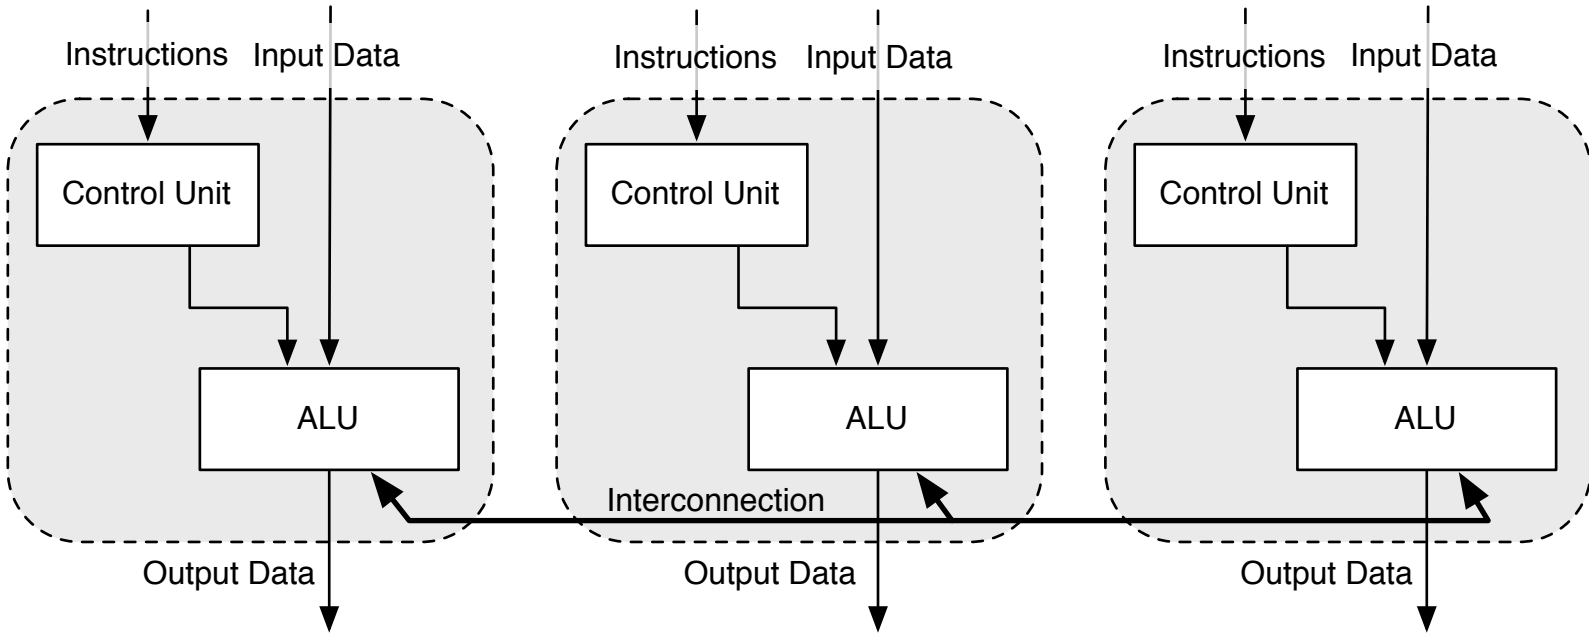 Instructions Input Data Instructions Input Data Instructions Input Data
Control Unit Control Unit Control Unit
ALU ALU ALU
Interconnection
Output Data Output Data Output Data